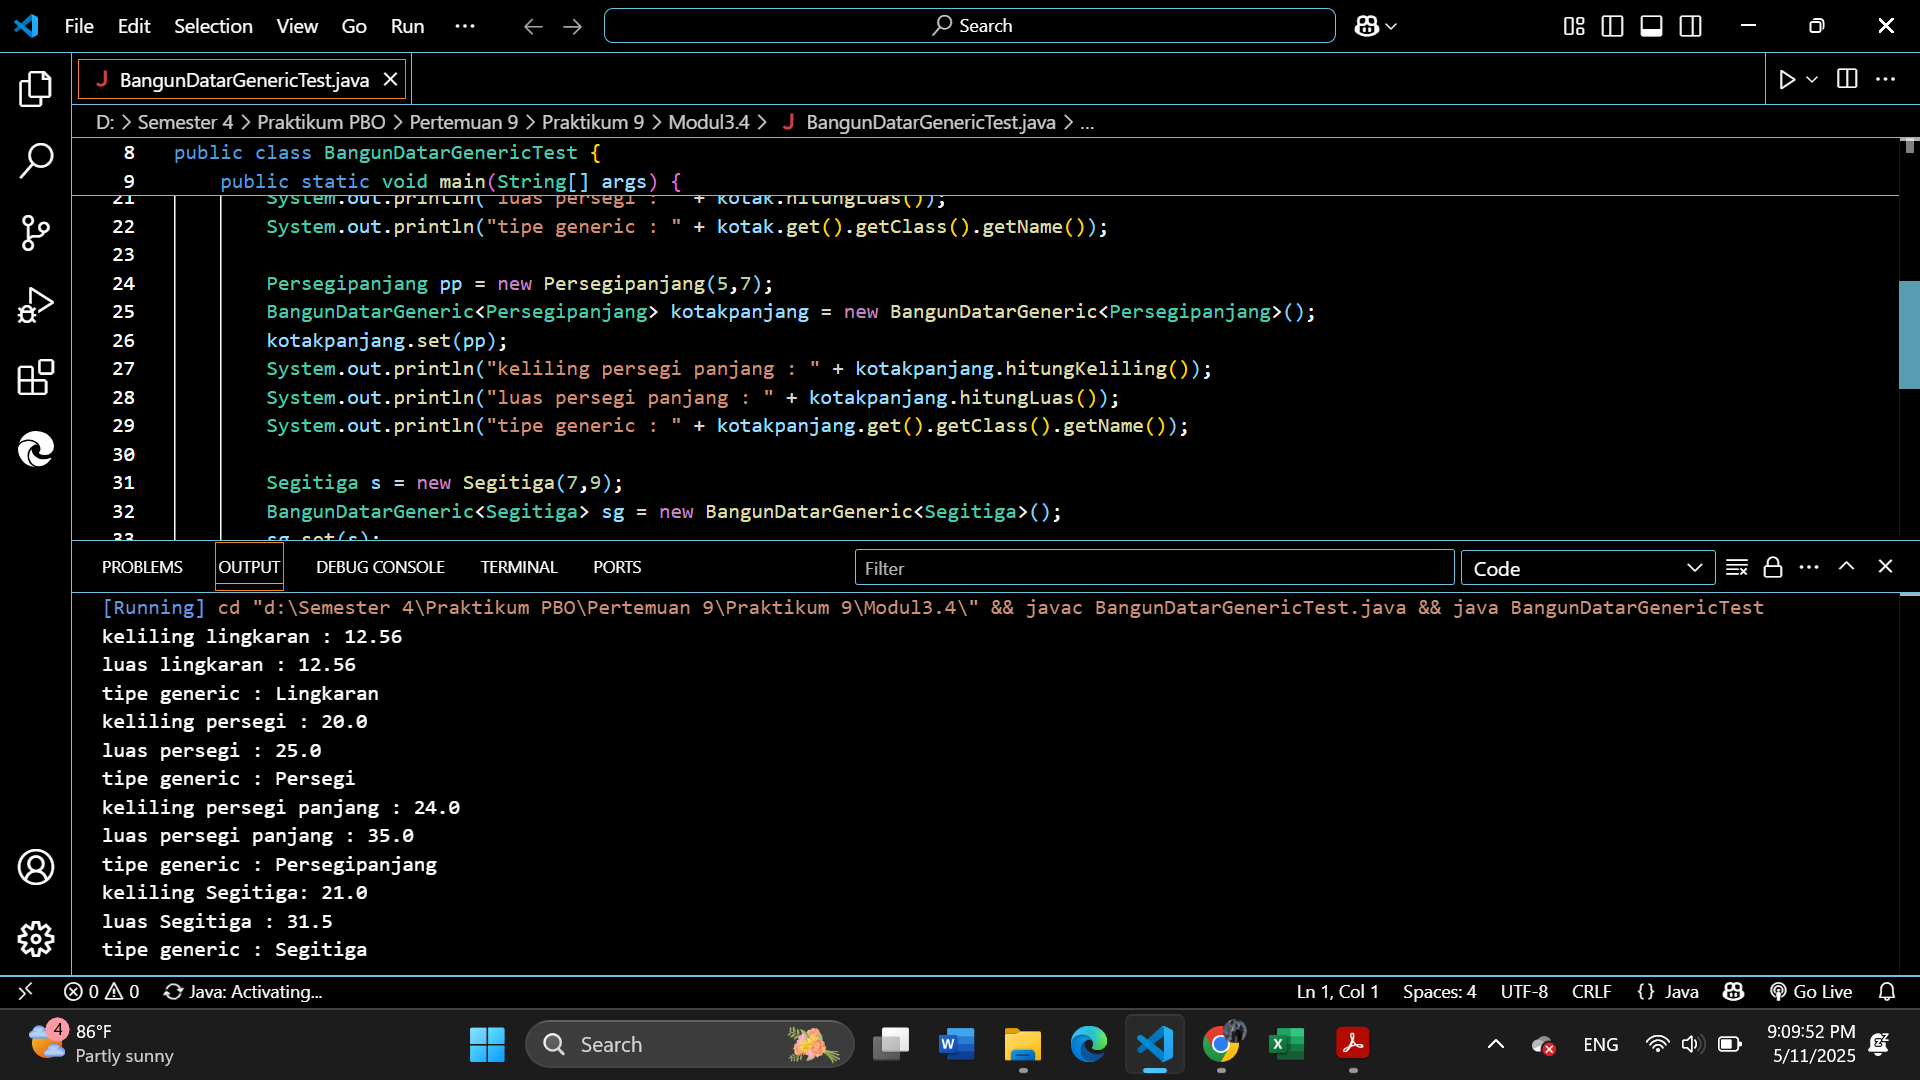 File Edit Selection View Go Run ··· Search
BangunDatarGenericTest.java
D: > Semester 4 > Praktikum PBO > Pertemuan 9 > Praktikum 9 > Modul3.4 > J BangunDatarGenericTest.java > ...
8 public class BangunDatarGenericTest {
9 public static void main(String[] args) {
21 System.out.println("luas persegi : " + kotak.hitungLuas());
22 System.out.println("tipe generic : " + kotak.get().getClass().getName());
23
24 Persegipanjang pp = new Persegipanjang(5,7);
25 BangunDatarGeneric<Persegipanjang> kotakpanjang = new BangunDatarGeneric<Persegipanjang>();
26 kotakpanjang.set(pp);
27 System.out.println("keliling persegi panjang : " + kotakpanjang.hitungKeliling());
28 System.out.println("luas persegi panjang : " + kotakpanjang.hitungLuas());
29 System.out.println("tipe generic : " + kotakpanjang.get().getClass().getName());
30
31 Segitiga s = new Segitiga(7,9);
32 BangunDatarGeneric<Segitiga> sg = new BangunDatarGeneric<Segitiga>();
33 sg.set(s);
PROBLEMS OUTPUT DEBUG CONSOLE TERMINAL PORTS Filter Code
[Running] cd "d:\Semester 4\Praktikum PBO\Pertemuan 9\Praktikum 9\Modul3.4\" && javac BangunDatarGenericTest.java && java BangunDatarGenericTest
keliling lingkaran : 12.56
luas lingkaran : 12.56
tipe generic : Lingkaran
keliling persegi : 20.0
luas persegi : 25.0
tipe generic : Persegi
keliling persegi panjang : 24.0
luas persegi panjang : 35.0
tipe generic : Persegipanjang
keliling Segitiga: 21.0
luas Segitiga : 31.5
tipe generic : Segitiga
0 0 Java: Activating... Ln 1, Col 1 Spaces: 4 UTF-8 CRLF {} Java Go Live
4 86°F Search ENG 9:09:52 PM
Partly sunny 5/11/2025